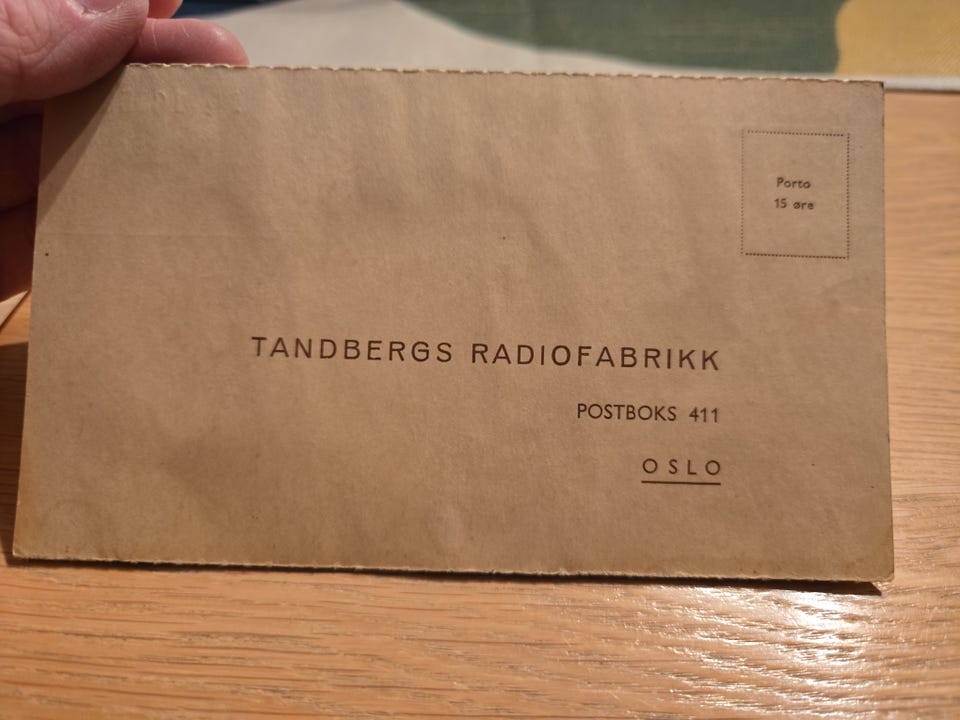 Porto
15 øre
TANDBERGS RADIOFABRIKK
POSTBOKS 411
OSLO